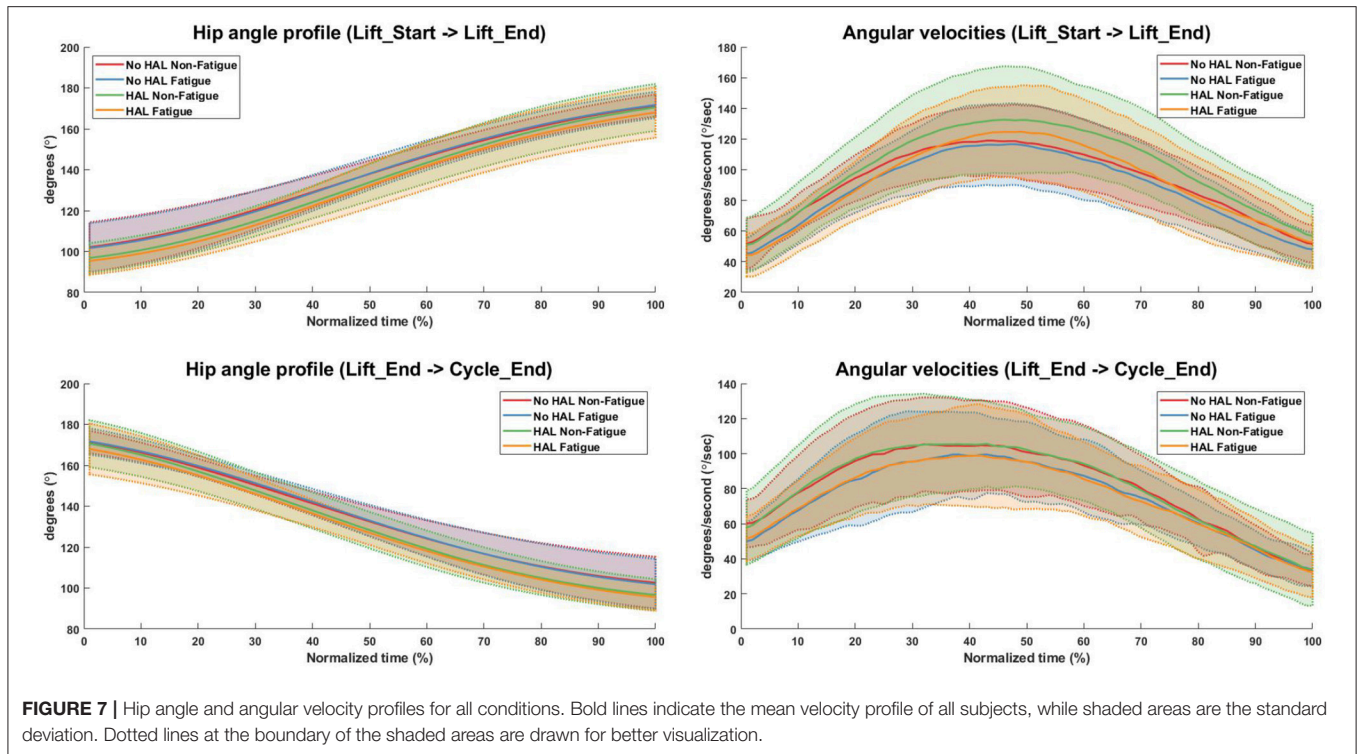 Hip angle profile (Lift_Start -> Lift_End)
200
180
160
140
120
100
80
degrees (°)
No HAL Non-Fatigue
No HAL Fatigue
HAL Non-Fatigue
HAL Fatigue
0 10 20 30 40 50 60 70 80 90 100
Normalized time (%)
Angular velocities (Lift_Start -> Lift_End)
180
160
140
120
100
80
60
40
20
degrees/second (°/sec)
No HAL Non-Fatigue
No HAL Fatigue
HAL Non-Fatigue
HAL Fatigue
0 10 20 30 40 50 60 70 80 90 100
Normalized time (%)
Hip angle profile (Lift_End -> Cycle_End)
200
180
160
140
120
100
80
degrees (°)
No HAL Non-Fatigue
No HAL Fatigue
HAL Non-Fatigue
HAL Fatigue
0 10 20 30 40 50 60 70 80 90 100
Normalized time (%)
Angular velocities (Lift_End -> Cycle_End)
140
120
100
80
60
40
20
0
degrees/second (°/sec)
No HAL Non-Fatigue
No HAL Fatigue
HAL Non-Fatigue
HAL Fatigue
0 10 20 30 40 50 60 70 80 90 100
Normalized time (%)
FIGURE 7 | Hip angle and angular velocity profiles for all conditions. Bold lines indicate the mean velocity profile of all subjects, while shaded areas are the standard
deviation. Dotted lines at the boundary of the shaded areas are drawn for better visualization.